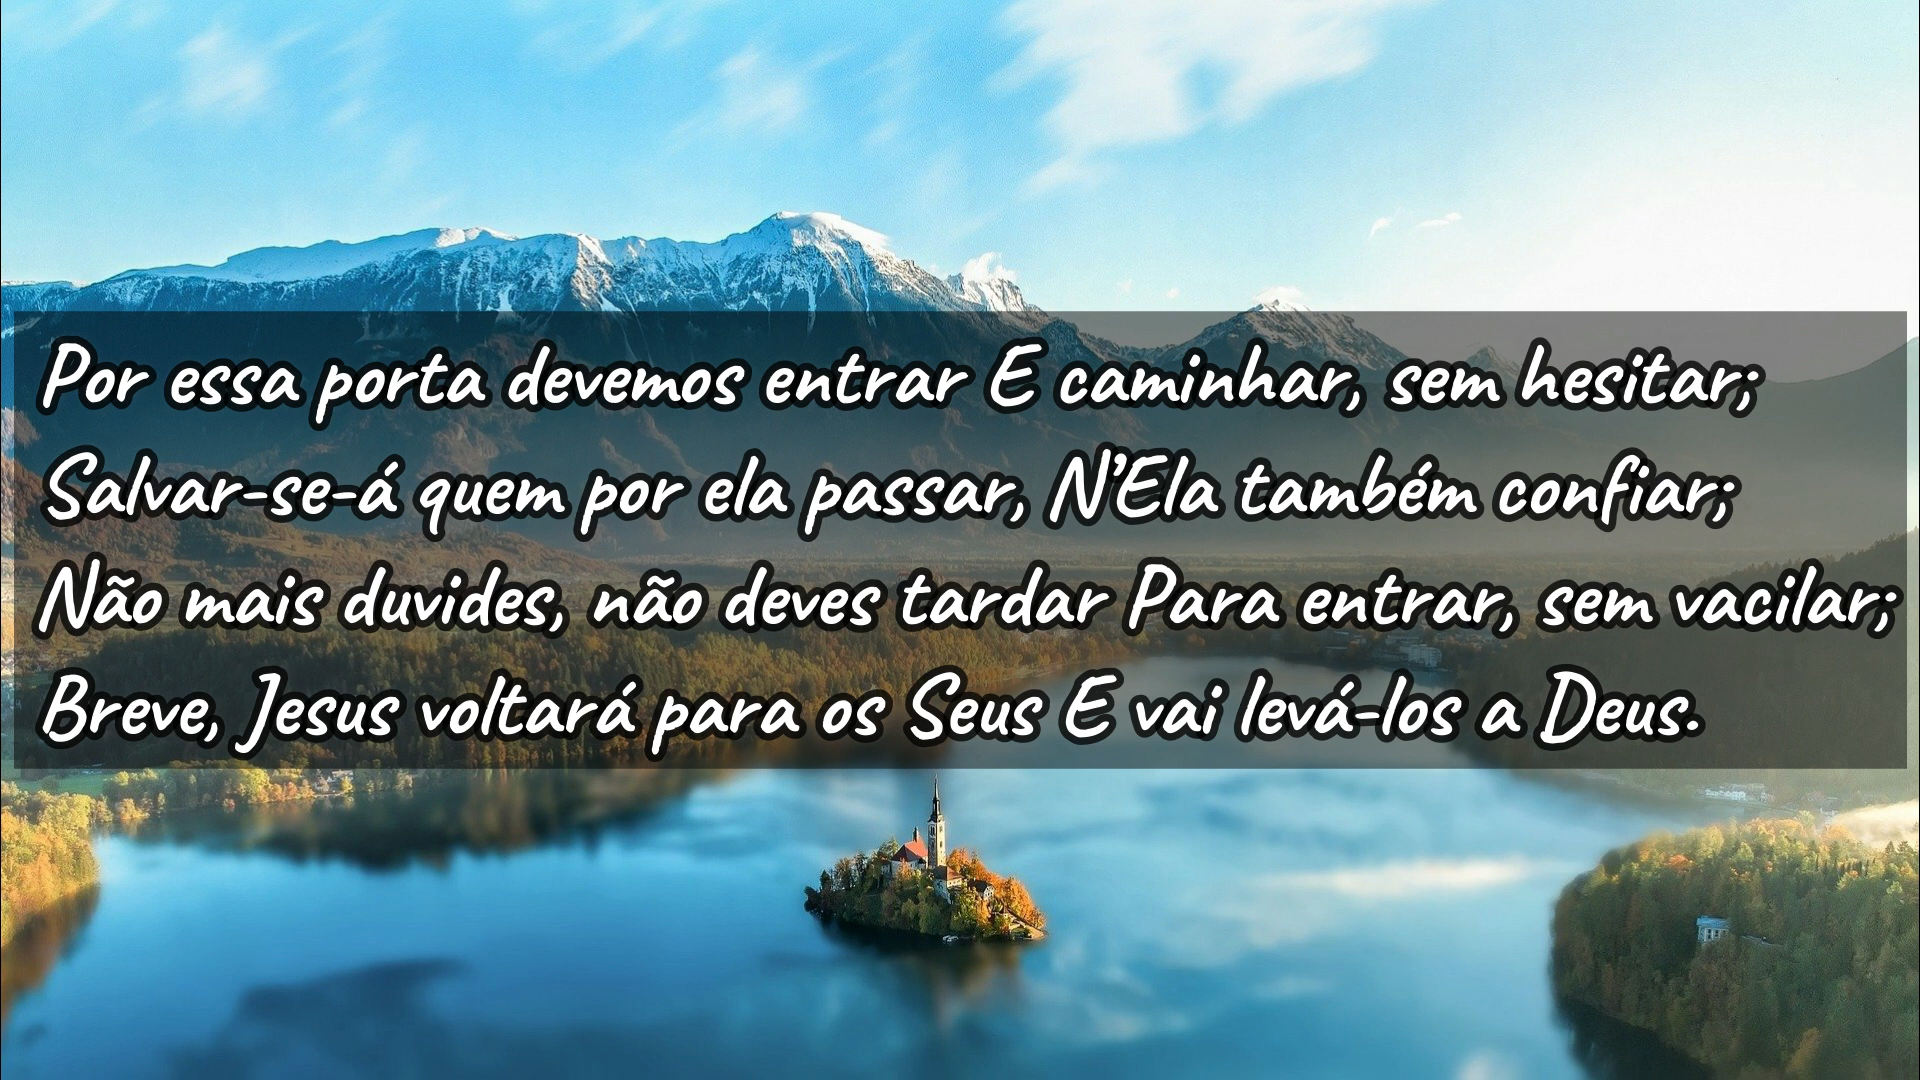 Por essa porta devemos entrar E caminhar, sem hesitar;
Salvar-se-á quem por ela passar, N'Ela também confiar;
Não mais duvides, não deves tardar Para entrar, sem vacilar;
Breve, Jesus voltará para os Seus E vai levá-los a Deus.